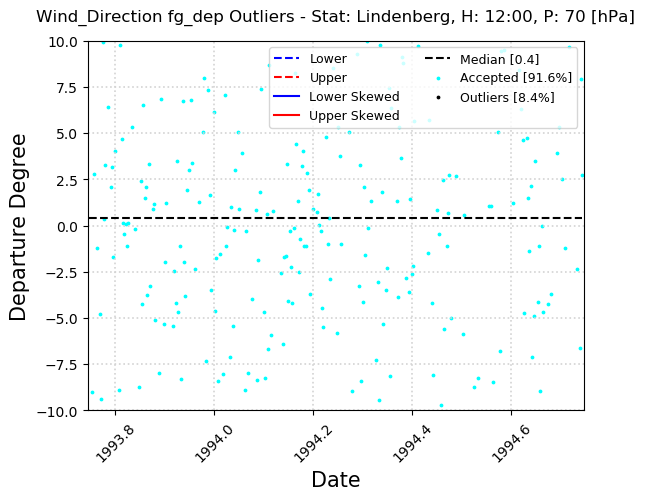 Wind_Direction fg_dep Outliers - Stat: Lindenberg, H: 12:00, P: 70 [hPa]
10.0
7.5
5.0
2.5
0.0
−2.5
−5.0
−7.5
−10.0
Departure Degree
Lower
Upper
Lower Skewed
Upper Skewed
Median [0.4]
Accepted [91.6%]
Outliers [8.4%]
1993.8
1994.0
1994.2
1994.4
1994.6
Date